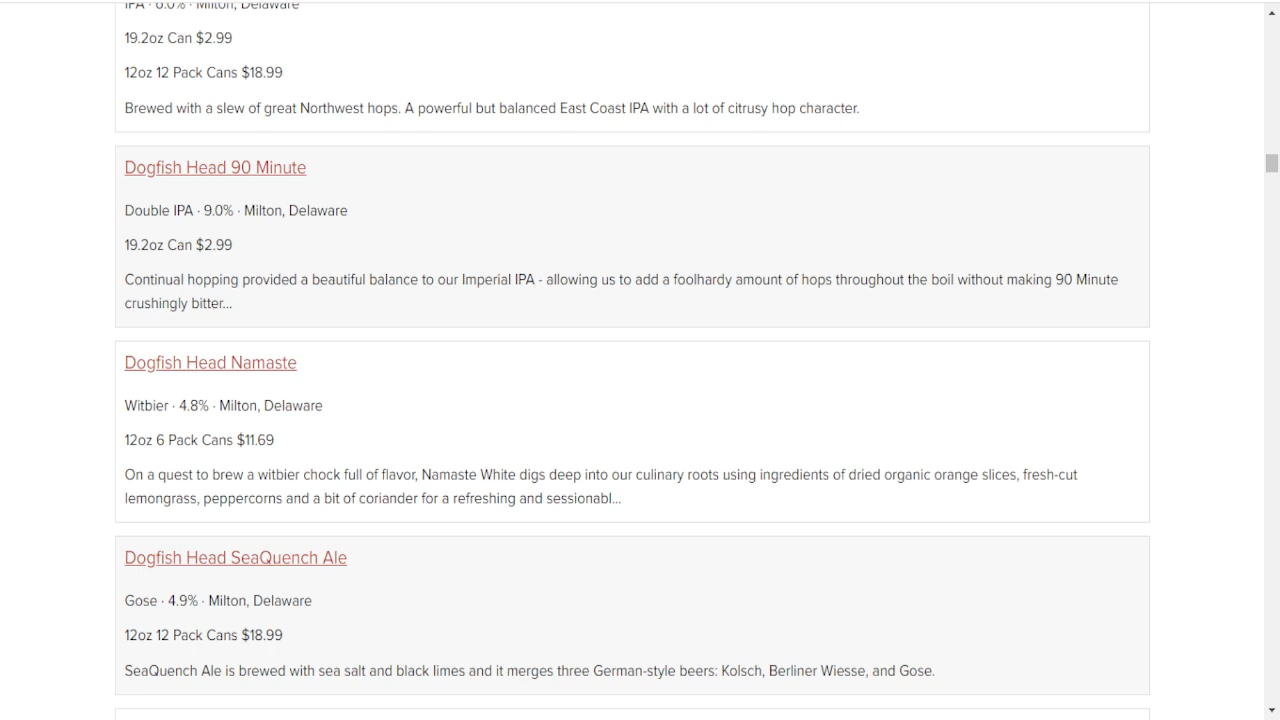 IPA · 6.0% · Milton, Delaware
19.2oz Can $2.99
12oz 12 Pack Cans $18.99
Brewed with a slew of great Northwest hops. A powerful but balanced East Coast IPA with a lot of citrusy hop character.
Dogfish Head 90 Minute
Double IPA · 9.0% · Milton, Delaware
19.2oz Can $2.99
Continual hopping provided a beautiful balance to our Imperial IPA - allowing us to add a foolhardy amount of hops throughout the boil without making 90 Minute
crushingly bitter...
Dogfish Head Namaste
Witbier · 4.8% · Milton, Delaware
12oz 6 Pack Cans $11.69
On a quest to brew a witbier chock full of flavor, Namaste White digs deep into our culinary roots using ingredients of dried organic orange slices, fresh-cut
lemongrass, peppercorns and a bit of coriander for a refreshing and sessionabl...
Dogfish Head SeaQuench Ale
Gose · 4.9% · Milton, Delaware
12oz 12 Pack Cans $18.99
SeaQuench Ale is brewed with sea salt and black limes and it merges three German-style beers: Kolsch, Berliner Wiesse, and Gose.